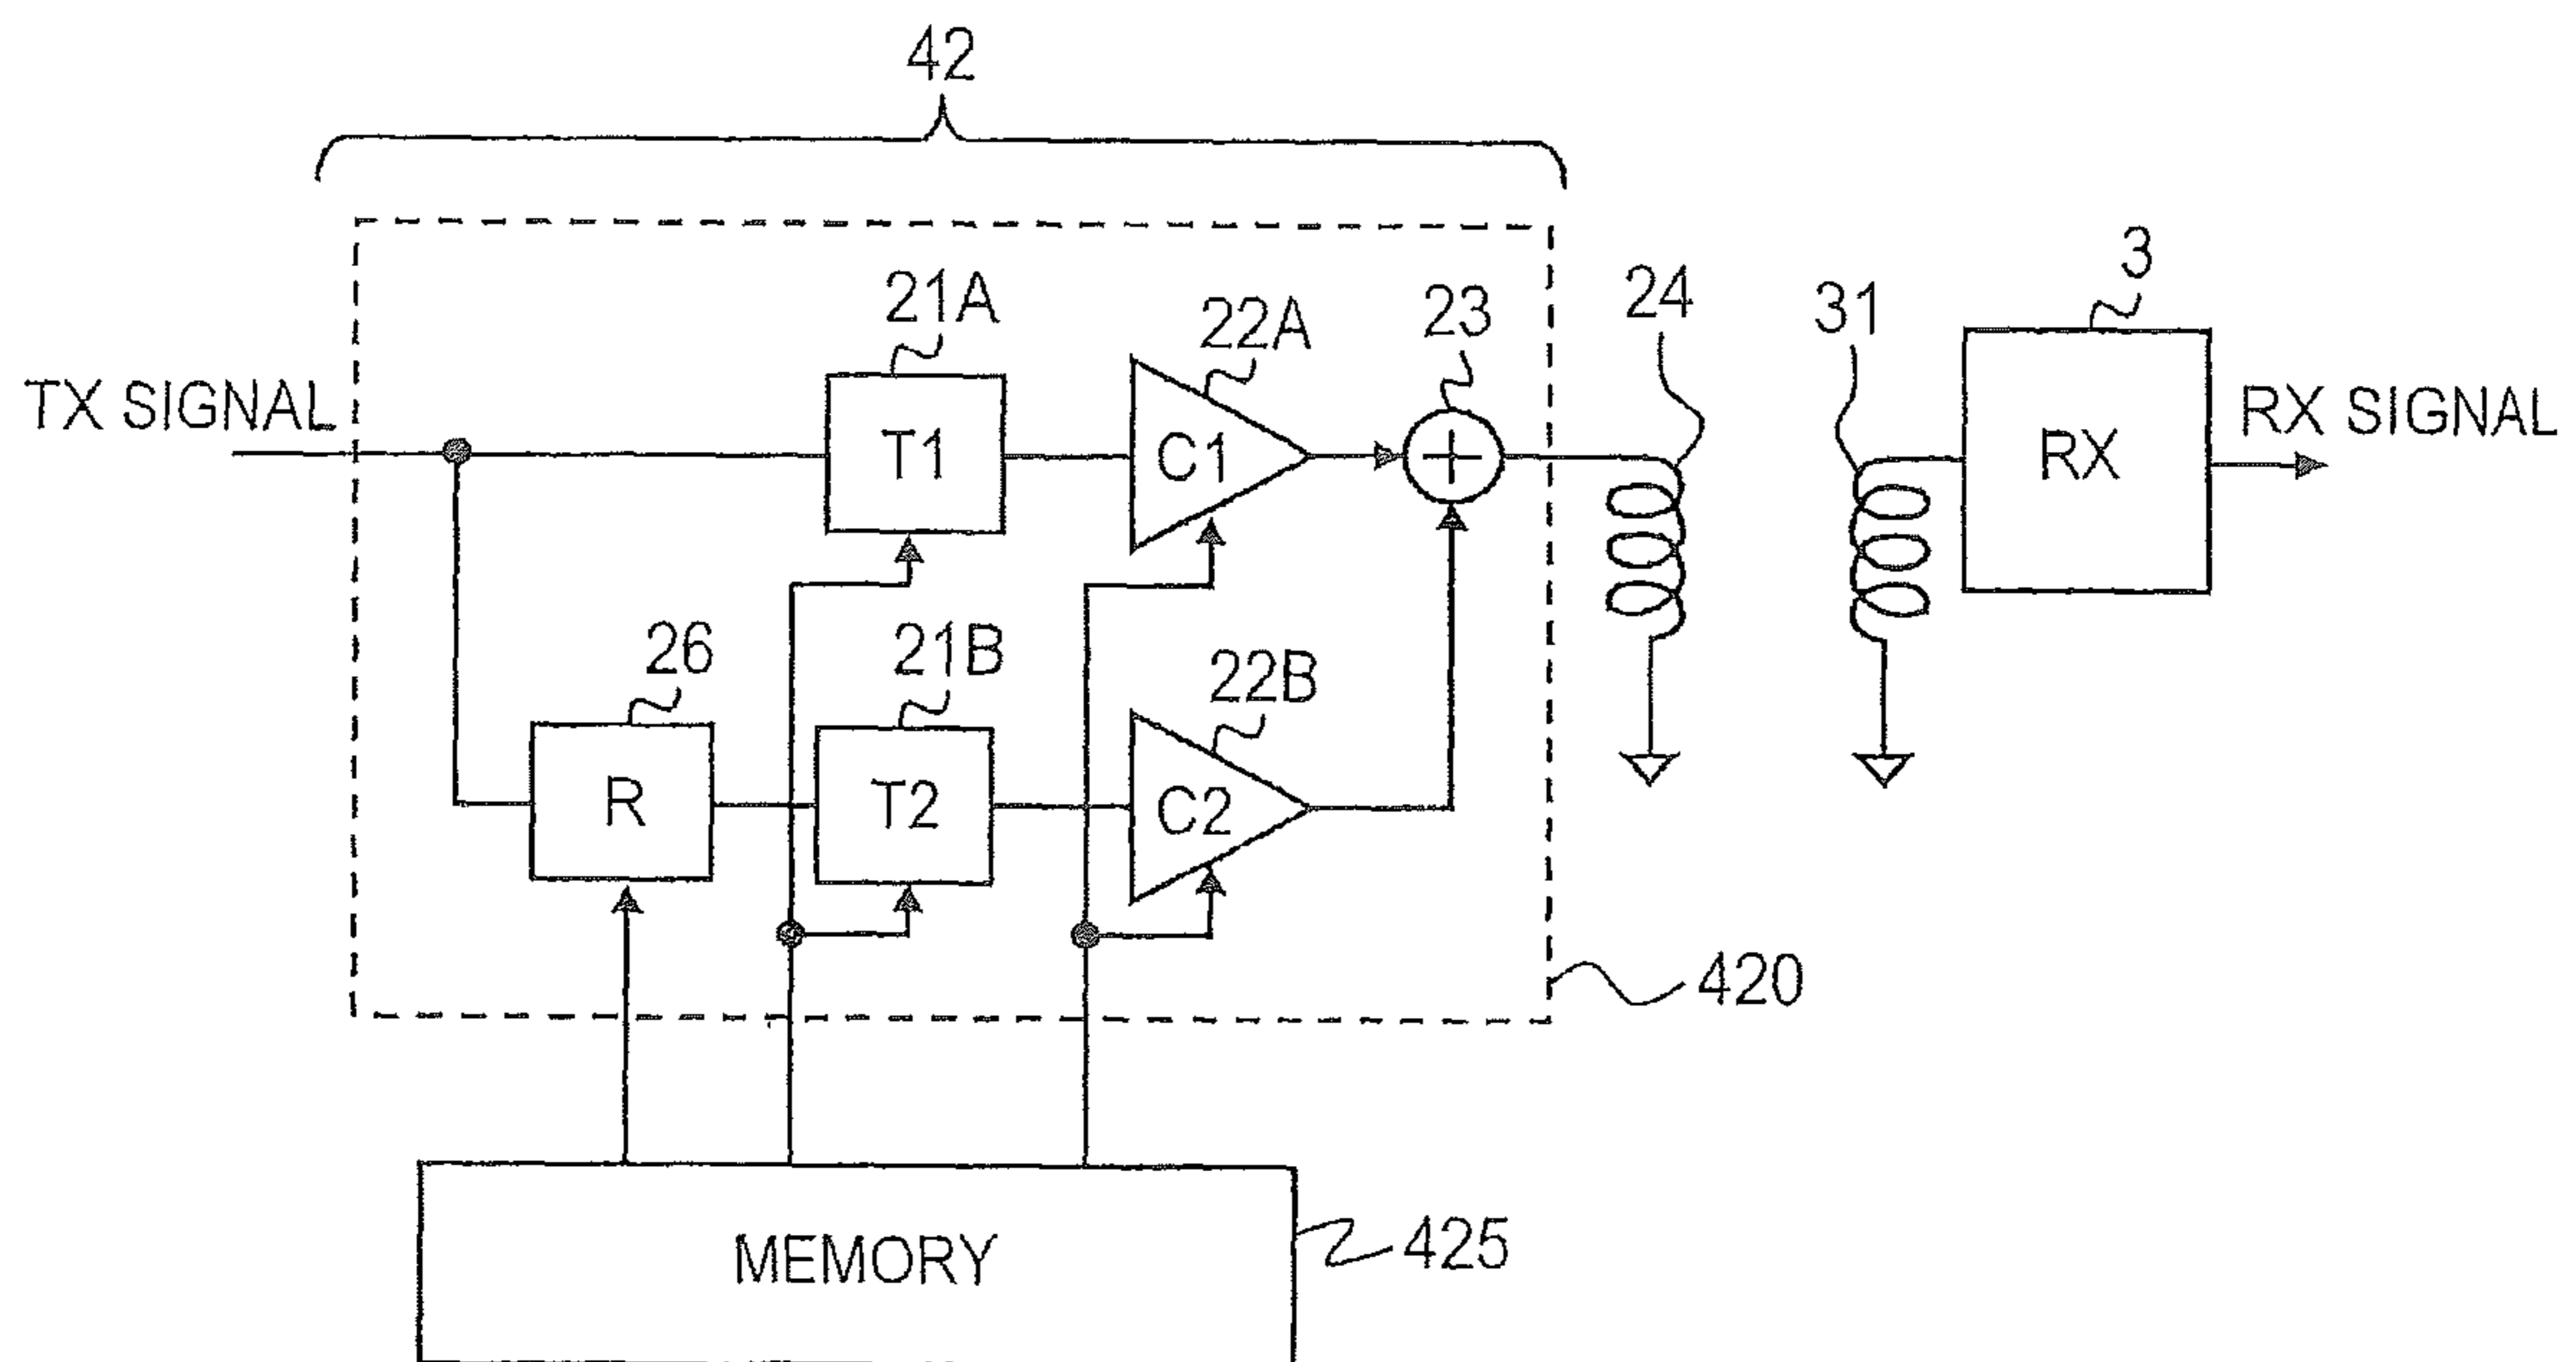 42
21A
22A
23
24
31
3
TX SIGNAL
T1
C1
RX
RX SIGNAL
26
21B
22B
R
T2
C2
420
MEMORY
425